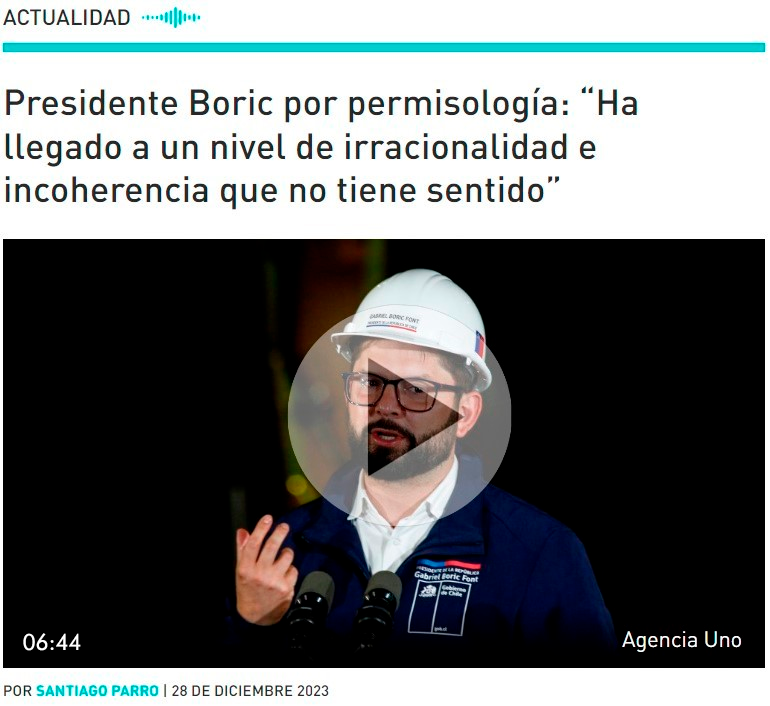 ACTUALIDAD
Presidente Boric por permisología: “Ha
llegado a un nivel de irracionalidad e
incoherencia que no tiene sentido”
GABRIEL BORIC FONT
PRESIDENTE DE LA REPÚBLICA
Gabriel Boric Font
Gobierno
de Chile
gob.cl
06:44
Agencia Uno
POR SANTIAGO PARRO | 28 DE DICIEMBRE 2023